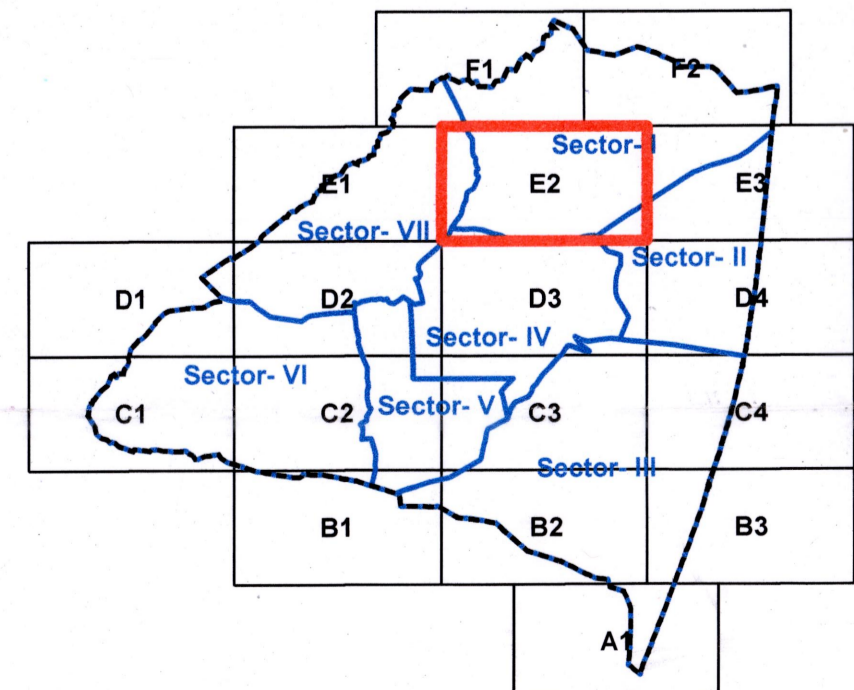 F1 F2
Sector- I
E1 E2 E3
Sector- VII
Sector- II
D1 D2 D3 D4
Sector- IV
Sector- VI
Sector- V
C1 C2 C3 C4
Sector- III
B1 B2 B3
A1